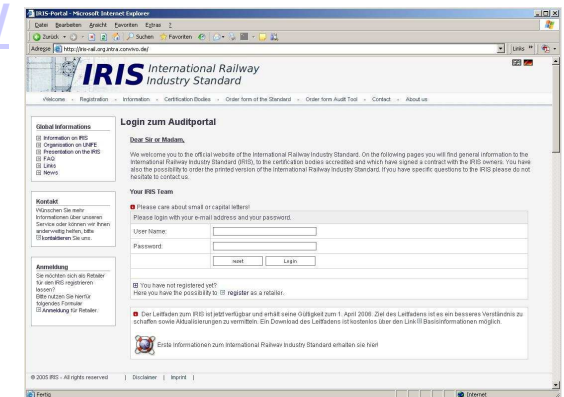 IRIS-Portal - Microsoft Internet Explorer
Datei Bearbeiten Ansicht Favoriten Extras ?
Zurück Suchen Favoriten
Adresse http://iris-rail.org.intra.convivo.de/ Links
IRIS International Railway
Industry Standard
Welcome Registration Information Certification Bodies Order form of the Standard Order form Audit Tool Contact About us
Global Informations
Information on IRIS
Organisation on UNIFE
Presentation on the IRIS
FAQ
Links
News
Kontakt
Wünschen Sie mehr
Informationen über unseren
Service oder können wir Ihnen
anderweitig helfen, bitte
kontaktieren Sie uns.
Anmeldung
Sie möchten sich als Retailer
für den IRIS registrieren
lassen?
Bitte nutzen Sie hierfür
folgendes Formular
Anmeldung für Retailer.
Login zum Auditportal
Dear Sir or Madam,
We welcome you to the official website of the International Railway Industry Standard. On the following pages you will find general information to the
International Railway Industry Standard (IRIS), to the certification bodies accredited and which have signed a contract with the IRIS owners. You have
also the possibility to order the printed version of the International Railway Industry Standard. If you have specific questions to the IRIS please do not
hesitate to contact us.
Your IRIS Team
Please care about small or capital letters!
Please login with your e-mail address and your password.
User Name:
Password:
reset Login
You have not registered yet?
Here you have the possibility to register as a retailer.
Der Leitfaden zum IRIS ist jetzt verfügbar und erhält seine Gültigkeit zum 1. April 2006. Ziel des Leitfadens ist es ein besseres Verständnis zu
schaffen sowie Aktualisierungen zu vermitteln. Ein Download des Leitfadens ist kostenlos über den Link Basisinformationen möglich.
Erste Informationen zum International Railway Industry Standard erhalten sie hier!
© 2005 IRIS - All rights reserved | Disclaimer | Imprint |
Fertig Internet